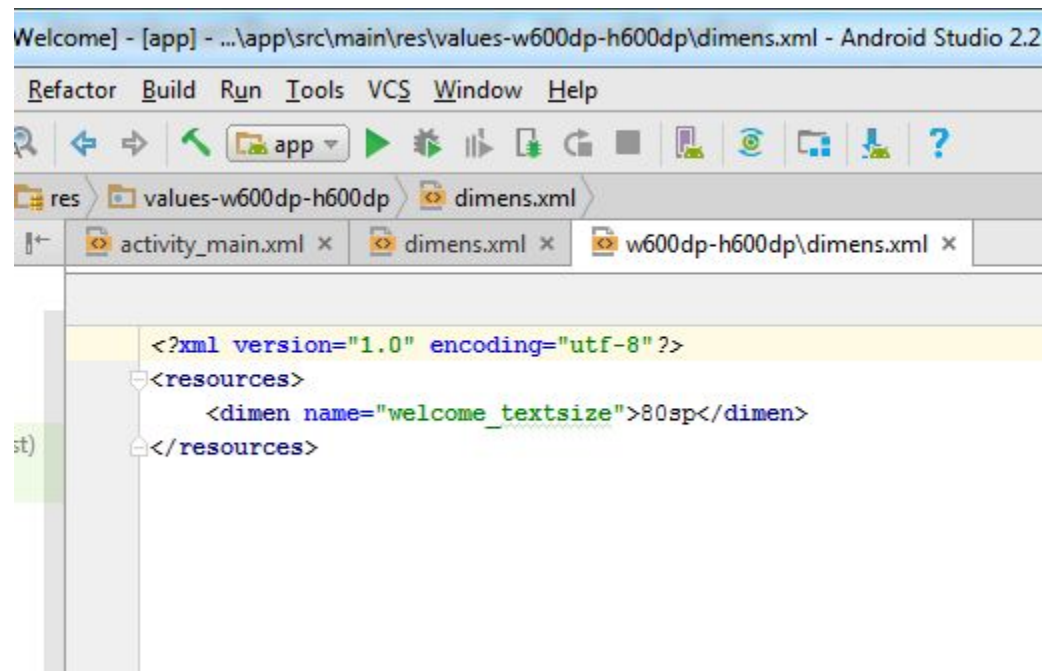 Welcome] - [app] - ...\app\src\main\res\values-w600dp-h600dp\dimens.xml - Android Studio 2.2
Refactor Build Run Tools VCS Window Help
app
?
res values-w600dp-h600dp dimens.xml
activity_main.xml × dimens.xml × w600dp-h600dp\dimens.xml ×
<?xml version="1.0" encoding="utf-8"?>
<resources>
<dimen name="welcome_textsize">80sp</dimen>
st)
</resources>